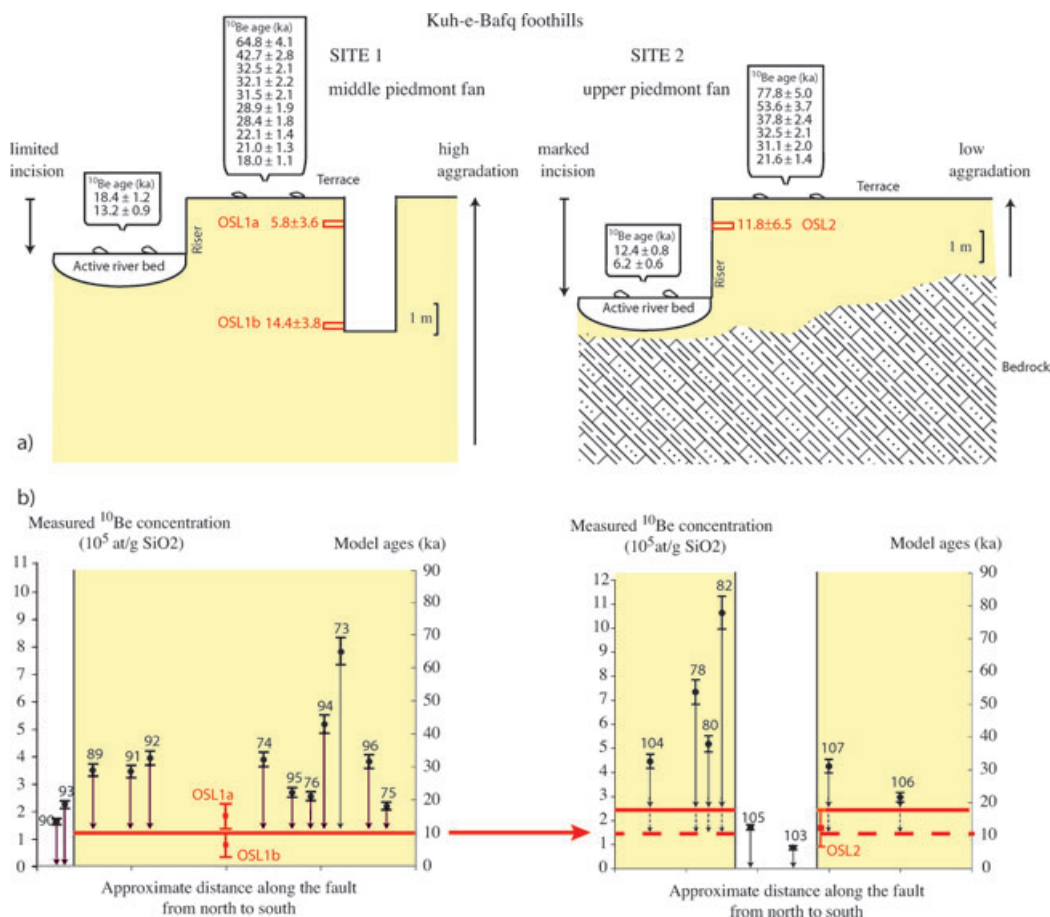 Kuh-e-Bafq foothills
SITE 1
middle piedmont fan
SITE 2
upper piedmont fan
limited
incision
10Be age (ka)
18.4 ± 1.2
13.2 ± 0.9
10Be age (ka)
64.8 ± 4.1
42.7 ± 2.8
32.5 ± 2.1
32.1 ± 2.2
31.5 ± 2.1
28.9 ± 1.9
28.4 ± 1.8
22.1 ± 1.4
21.0 ± 1.3
18.0 ± 1.1
Terrace
high
aggradation
OSL1a 5.8±3.6
Riser
Active river bed
OSL1b 14.4±3.8
1 m
marked
incision
10Be age (ka)
12.4 ± 0.8
6.2 ± 0.6
10Be age (ka)
77.8 ± 5.0
53.6 ± 3.7
37.8 ± 2.4
32.5 ± 2.1
31.1 ± 2.0
21.6 ± 1.4
Terrace
low
aggradation
11.8±6.5 OSL2
1 m
Riser
Active river bed
Bedrock
a)
b)
Measured 10Be concentration
(10^5 at/g SiO2)
Model ages (ka)
11
10
9
8
7
6
5
4
3
2
1
0
90
93
89
91
92
OSL1a
OSL1b
74
95
76
94
73
96
75
90
80
70
60
50
40
30
20
10
0
Approximate distance along the fault
from north to south
Measured 10Be concentration
(10^5at/g SiO2)
Model ages (ka)
12
11
10
9
8
7
6
5
4
3
2
1
0
104
78
80
82
105
103
107
106
OSL2
90
80
70
60
50
40
30
20
10
0
Approximate distance along the fault
from north to south